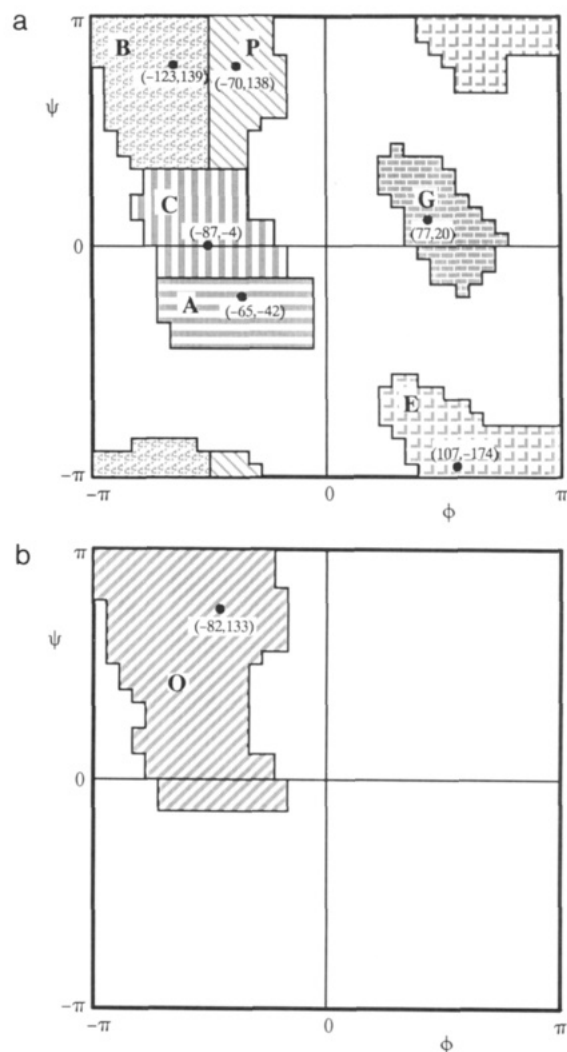 a
π
B
P
(−123,139)
(−70,138)
ψ
C
G
(−87,−4)
(77,20)
0
A
(−65,−42)
E
(107,−174)
−π
−π
0
π
ϕ
b
π
(−82,133)
ψ
O
0
−π
−π
0
π
ϕ